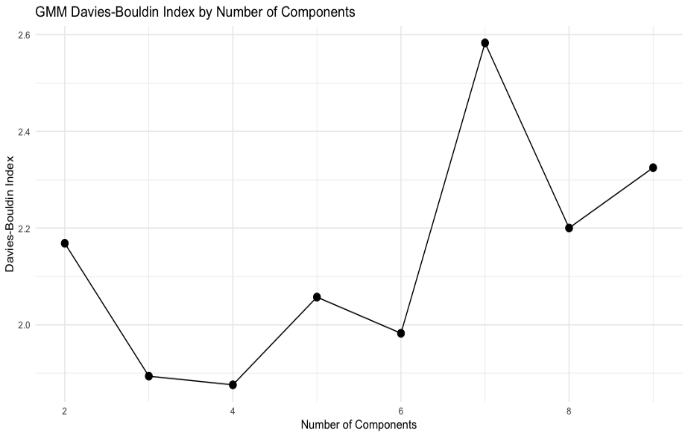 GMM Davies-Bouldin Index by Number of Components
2.6
2.4
2.2
2.0
Davies-Bouldin Index
2 4 6 8
Number of Components